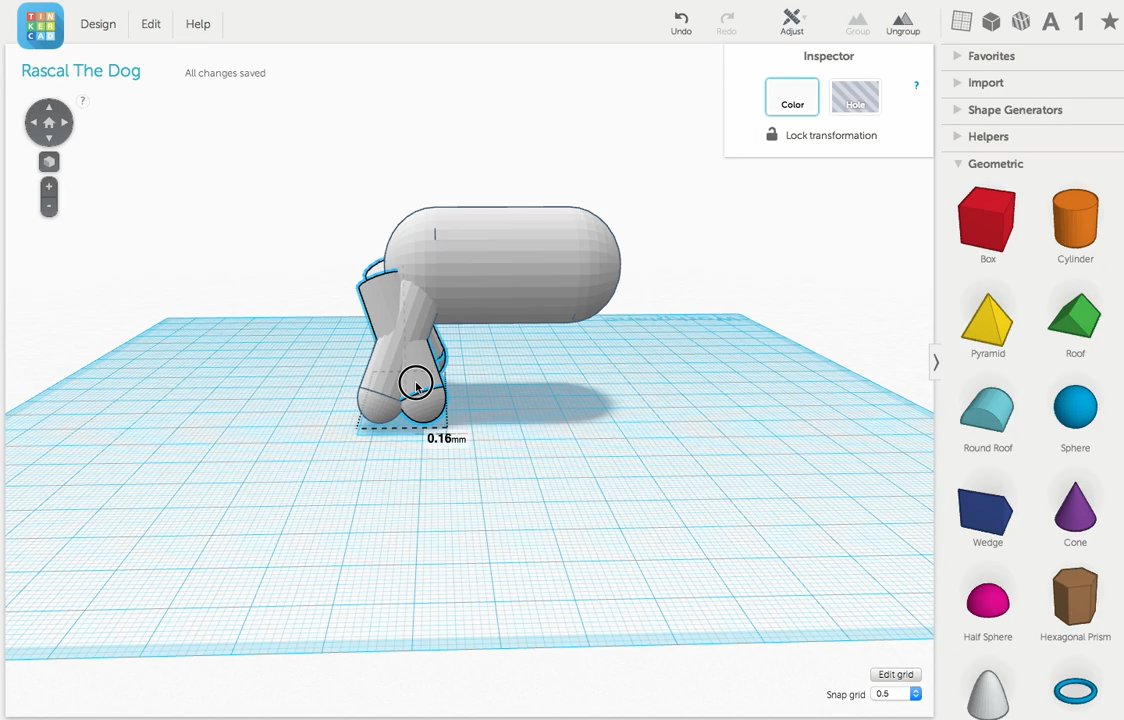 TIN
KER
CAD
Design
Edit
Help
Undo
Redo
Adjust
Group
Ungroup
A
1
Rascal The Dog
All changes saved
?
Inspector
Color
Hole
?
Lock transformation
+
-
0.16mm
Favorites
Import
Shape Generators
Helpers
Geometric
Box
Cylinder
Pyramid
Roof
Round Roof
Sphere
Wedge
Cone
Half Sphere
Hexagonal Prism
Edit grid
Snap grid 0.5